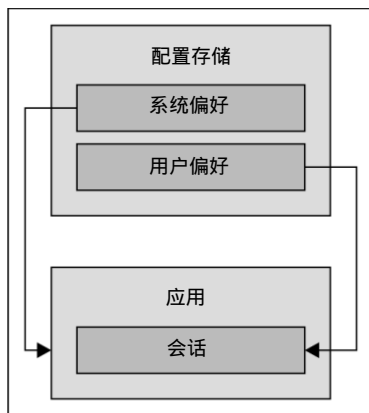 配置存储
系统偏好
用户偏好
应用
会话